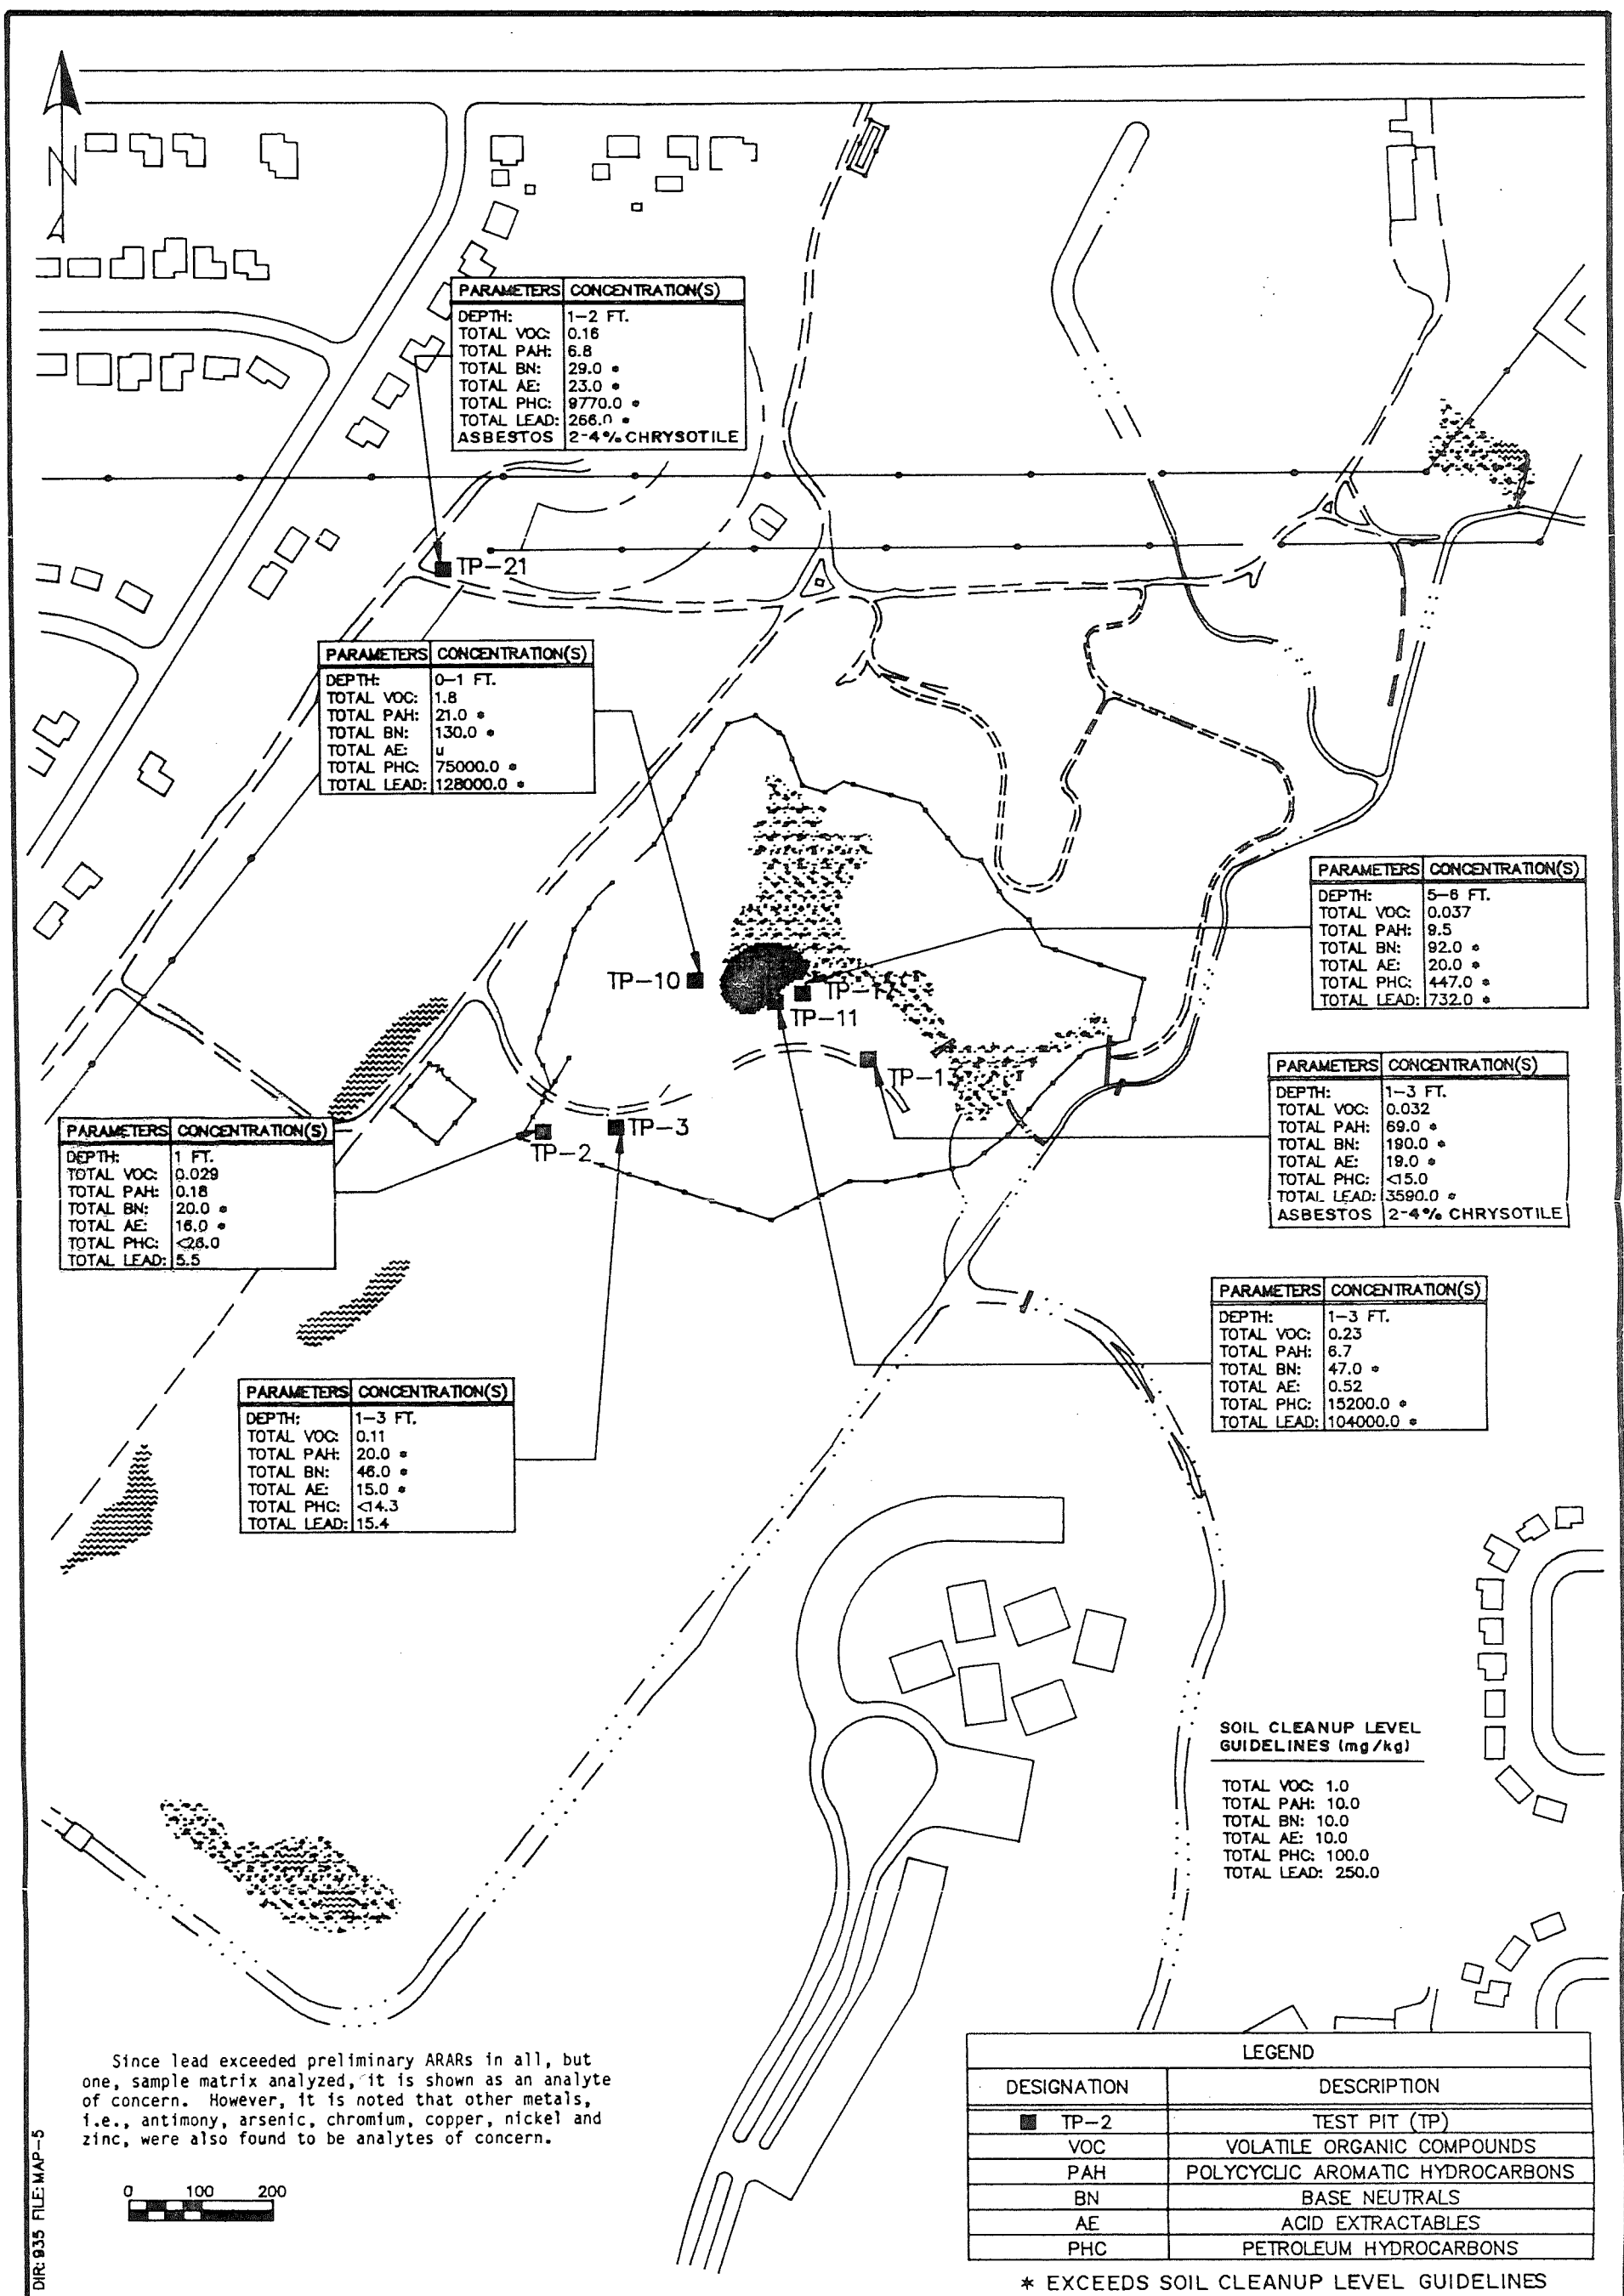 N
PARAMETERS CONCENTRATION(S)
DEPTH: 1-2 FT.
TOTAL VOC: 0.16
TOTAL PAH: 6.8
TOTAL BN: 29.0 *
TOTAL AE: 23.0 *
TOTAL PHC: 9770.0 *
TOTAL LEAD: 266.0 *
ASBESTOS 2-4% CHRYSOTILE
TP-21
PARAMETERS CONCENTRATION(S)
DEPTH: 0-1 FT.
TOTAL VOC: 1.8
TOTAL PAH: 21.0 *
TOTAL BN: 130.0 *
TOTAL AE: u
TOTAL PHC: 75000.0 *
TOTAL LEAD: 128000.0 *
PARAMETERS CONCENTRATION(S)
DEPTH: 5-6 FT.
TOTAL VOC: 0.037
TOTAL PAH: 9.5
TOTAL BN: 92.0 *
TOTAL AE: 20.0 *
TOTAL PHC: 447.0 *
TOTAL LEAD: 732.0 *
TP-10
TP-11
PARAMETERS CONCENTRATION(S)
DEPTH: 1-3 FT.
TOTAL VOC: 0.032
TOTAL PAH: 69.0 *
TOTAL BN: 190.0 *
TOTAL AE: 19.0 *
TOTAL PHC: <15.0
TOTAL LEAD: 3590.0 *
ASBESTOS 2-4% CHRYSOTILE
TP-3
TP-2
PARAMETERS CONCENTRATION(S)
DEPTH: 1 FT.
TOTAL VOC: 0.029
TOTAL PAH: 0.18
TOTAL BN: 20.0 *
TOTAL AE: 16.0 *
TOTAL PHC: <26.0
TOTAL LEAD: 5.5
PARAMETERS CONCENTRATION(S)
DEPTH: 1-3 FT.
TOTAL VOC: 0.23
TOTAL PAH: 6.7
TOTAL BN: 47.0 *
TOTAL AE: 0.52
TOTAL PHC: 15200.0 *
TOTAL LEAD: 104000.0 *
PARAMETERS CONCENTRATION(S)
DEPTH: 1-3 FT.
TOTAL VOC: 0.11
TOTAL PAH: 20.0 *
TOTAL BN: 46.0 *
TOTAL AE: 15.0 *
TOTAL PHC: <14.3
TOTAL LEAD: 15.4
SOIL CLEANUP LEVEL
GUIDELINES (mg/kg)
TOTAL VOC: 1.0
TOTAL PAH: 10.0
TOTAL BN: 10.0
TOTAL AE: 10.0
TOTAL PHC: 100.0
TOTAL LEAD: 250.0
Since lead exceeded preliminary ARARs in all, but
one, sample matrix analyzed, it is shown as an analyte
of concern. However, it is noted that other metals,
i.e., antimony, arsenic, chromium, copper, nickel and
zinc, were also found to be analytes of concern.
0 100 200
DIR: 935 FILE: MAP-5
LEGEND
DESIGNATION DESCRIPTION
TP-2 TEST PIT (TP)
VOC VOLATILE ORGANIC COMPOUNDS
PAH POLYCYCLIC AROMATIC HYDROCARBONS
BN BASE NEUTRALS
AE ACID EXTRACTABLES
PHC PETROLEUM HYDROCARBONS
* EXCEEDS SOIL CLEANUP LEVEL GUIDELINES